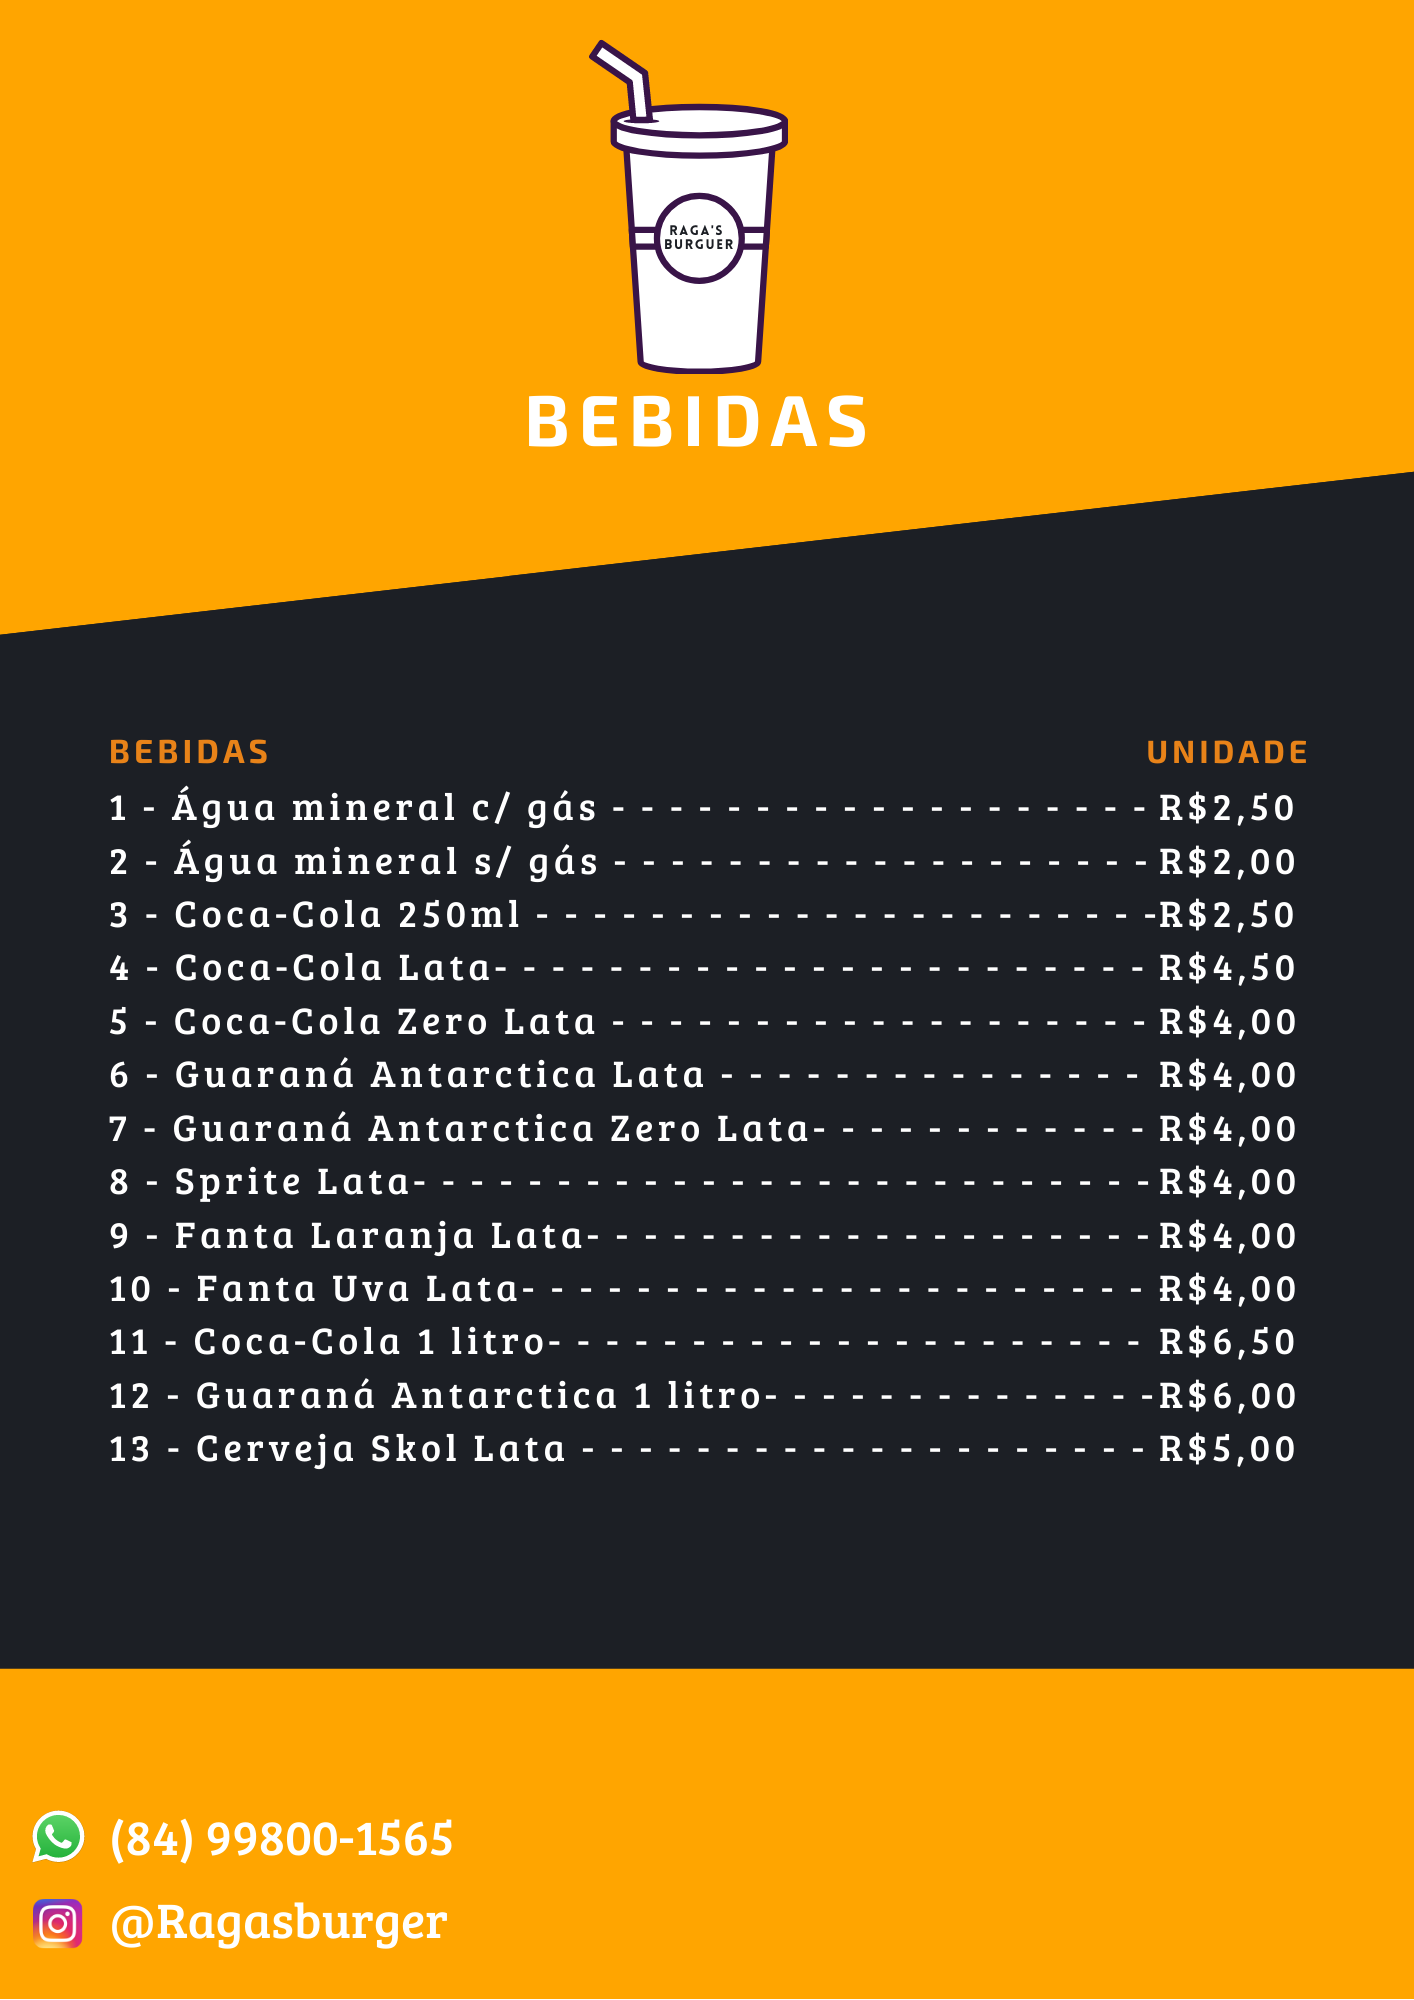 RAGA'S
BURGUER
BEBIDAS
BEBIDAS UNIDADE
1 - Água mineral c/ gás - - - - - - - - - - - - - - - - - - - R$2,50
2 - Água mineral s/ gás - - - - - - - - - - - - - - - - - - - R$2,00
3 - Coca-Cola 250ml - - - - - - - - - - - - - - - - - - - - - -R$2,50
4 - Coca-Cola Lata- - - - - - - - - - - - - - - - - - - - - - - R$4,50
5 - Coca-Cola Zero Lata - - - - - - - - - - - - - - - - - - - R$4,00
6 - Guaraná Antarctica Lata - - - - - - - - - - - - - - - R$4,00
7 - Guaraná Antarctica Zero Lata- - - - - - - - - - - - R$4,00
8 - Sprite Lata- - - - - - - - - - - - - - - - - - - - - - - - - - R$4,00
9 - Fanta Laranja Lata- - - - - - - - - - - - - - - - - - - - R$4,00
10 - Fanta Uva Lata- - - - - - - - - - - - - - - - - - - - - - -R$4,00
11 - Coca-Cola 1 litro- - - - - - - - - - - - - - - - - - - - - R$6,50
12 - Guaraná Antarctica 1 litro- - - - - - - - - - - - - -R$6,00
13 - Cerveja Skol Lata - - - - - - - - - - - - - - - - - - - - R$5,00
(84) 99800-1565
@Ragasburger